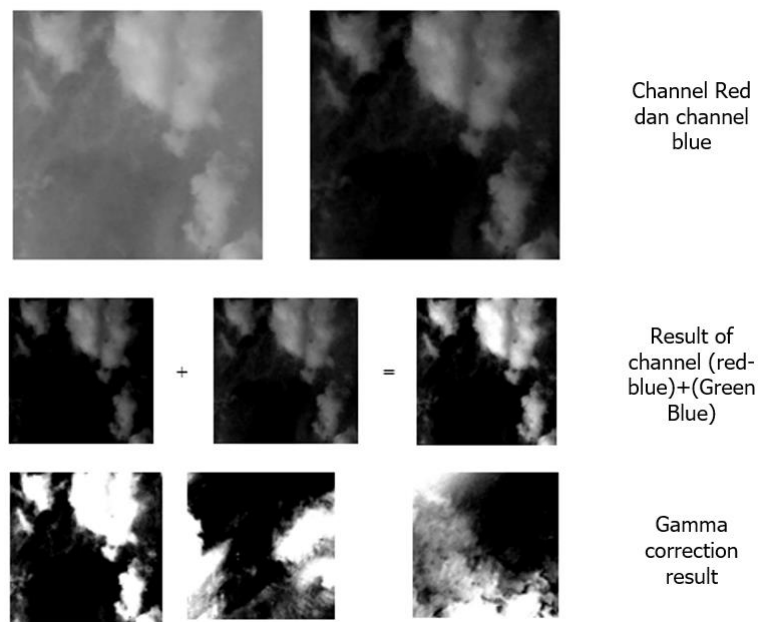 Channel Red
dan channel
blue
+
=
Result of
channel (red-
blue)+(Green
Blue)
Gamma
correction
result